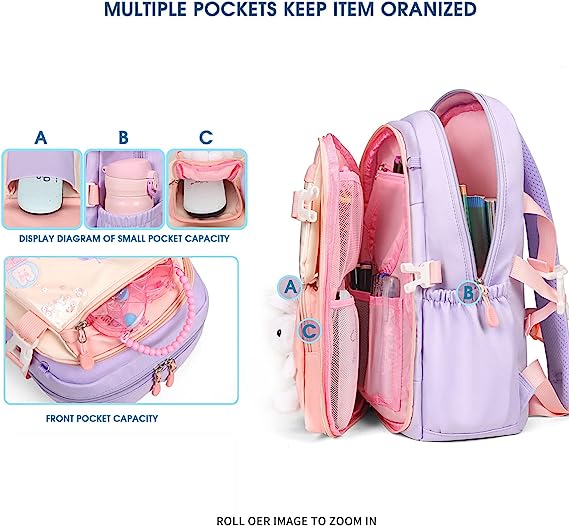 MULTIPLE POCKETS KEEP ITEM ORANIZED
A B C
DISPLAY DIAGRAM OF SMALL POCKET CAPACITY
FRONT POCKET CAPACITY
A
B
C
ROLL OER IMAGE TO ZOOM IN